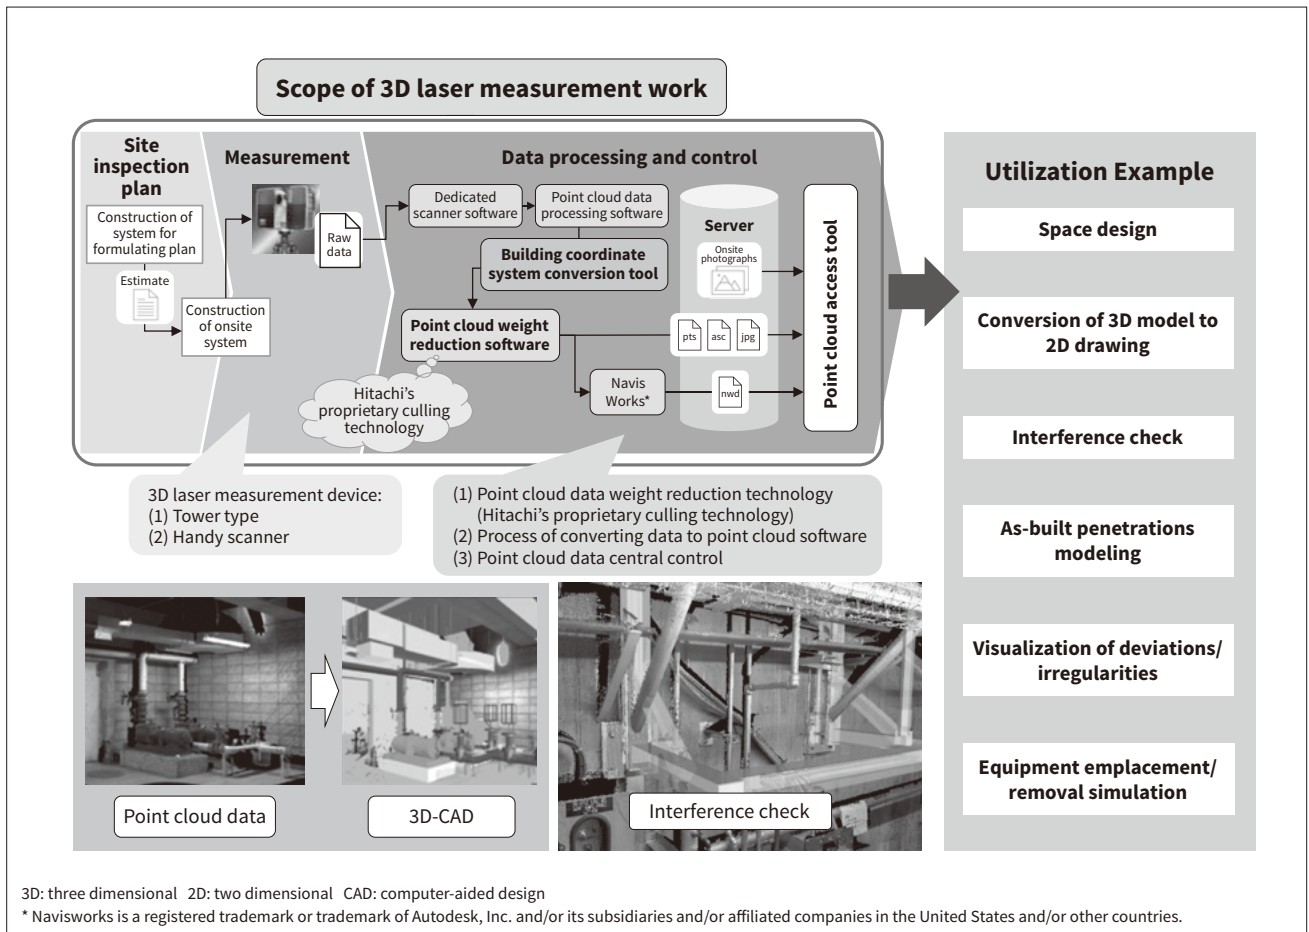 Scope of 3D laser measurement work
Site
inspection
plan
Construction of
system for
formulating plan
Estimate
Construction
of onsite
system
Measurement
Raw
data
Data processing and control
Dedicated
scanner software
Point cloud data
processing software
Building coordinate
system conversion tool
Point cloud weight
reduction software
Hitachi's
proprietary culling
technology
Navis
Works*
Server
Onsite
photographs
pts
asc
jpg
nwd
Point cloud access tool
3D laser measurement device:
(1) Tower type
(2) Handy scanner
(1) Point cloud data weight reduction technology
(Hitachi's proprietary culling technology)
(2) Process of converting data to point cloud software
(3) Point cloud data central control
Point cloud data
3D-CAD
Interference check
Utilization Example
Space design
Conversion of 3D model to
2D drawing
Interference check
As-built penetrations
modeling
Visualization of deviations/
irregularities
Equipment emplacement/
removal simulation
3D: three dimensional 2D: two dimensional CAD: computer-aided design
* Navisworks is a registered trademark or trademark of Autodesk, Inc. and/or its subsidiaries and/or affiliated companies in the United States and/or other countries.